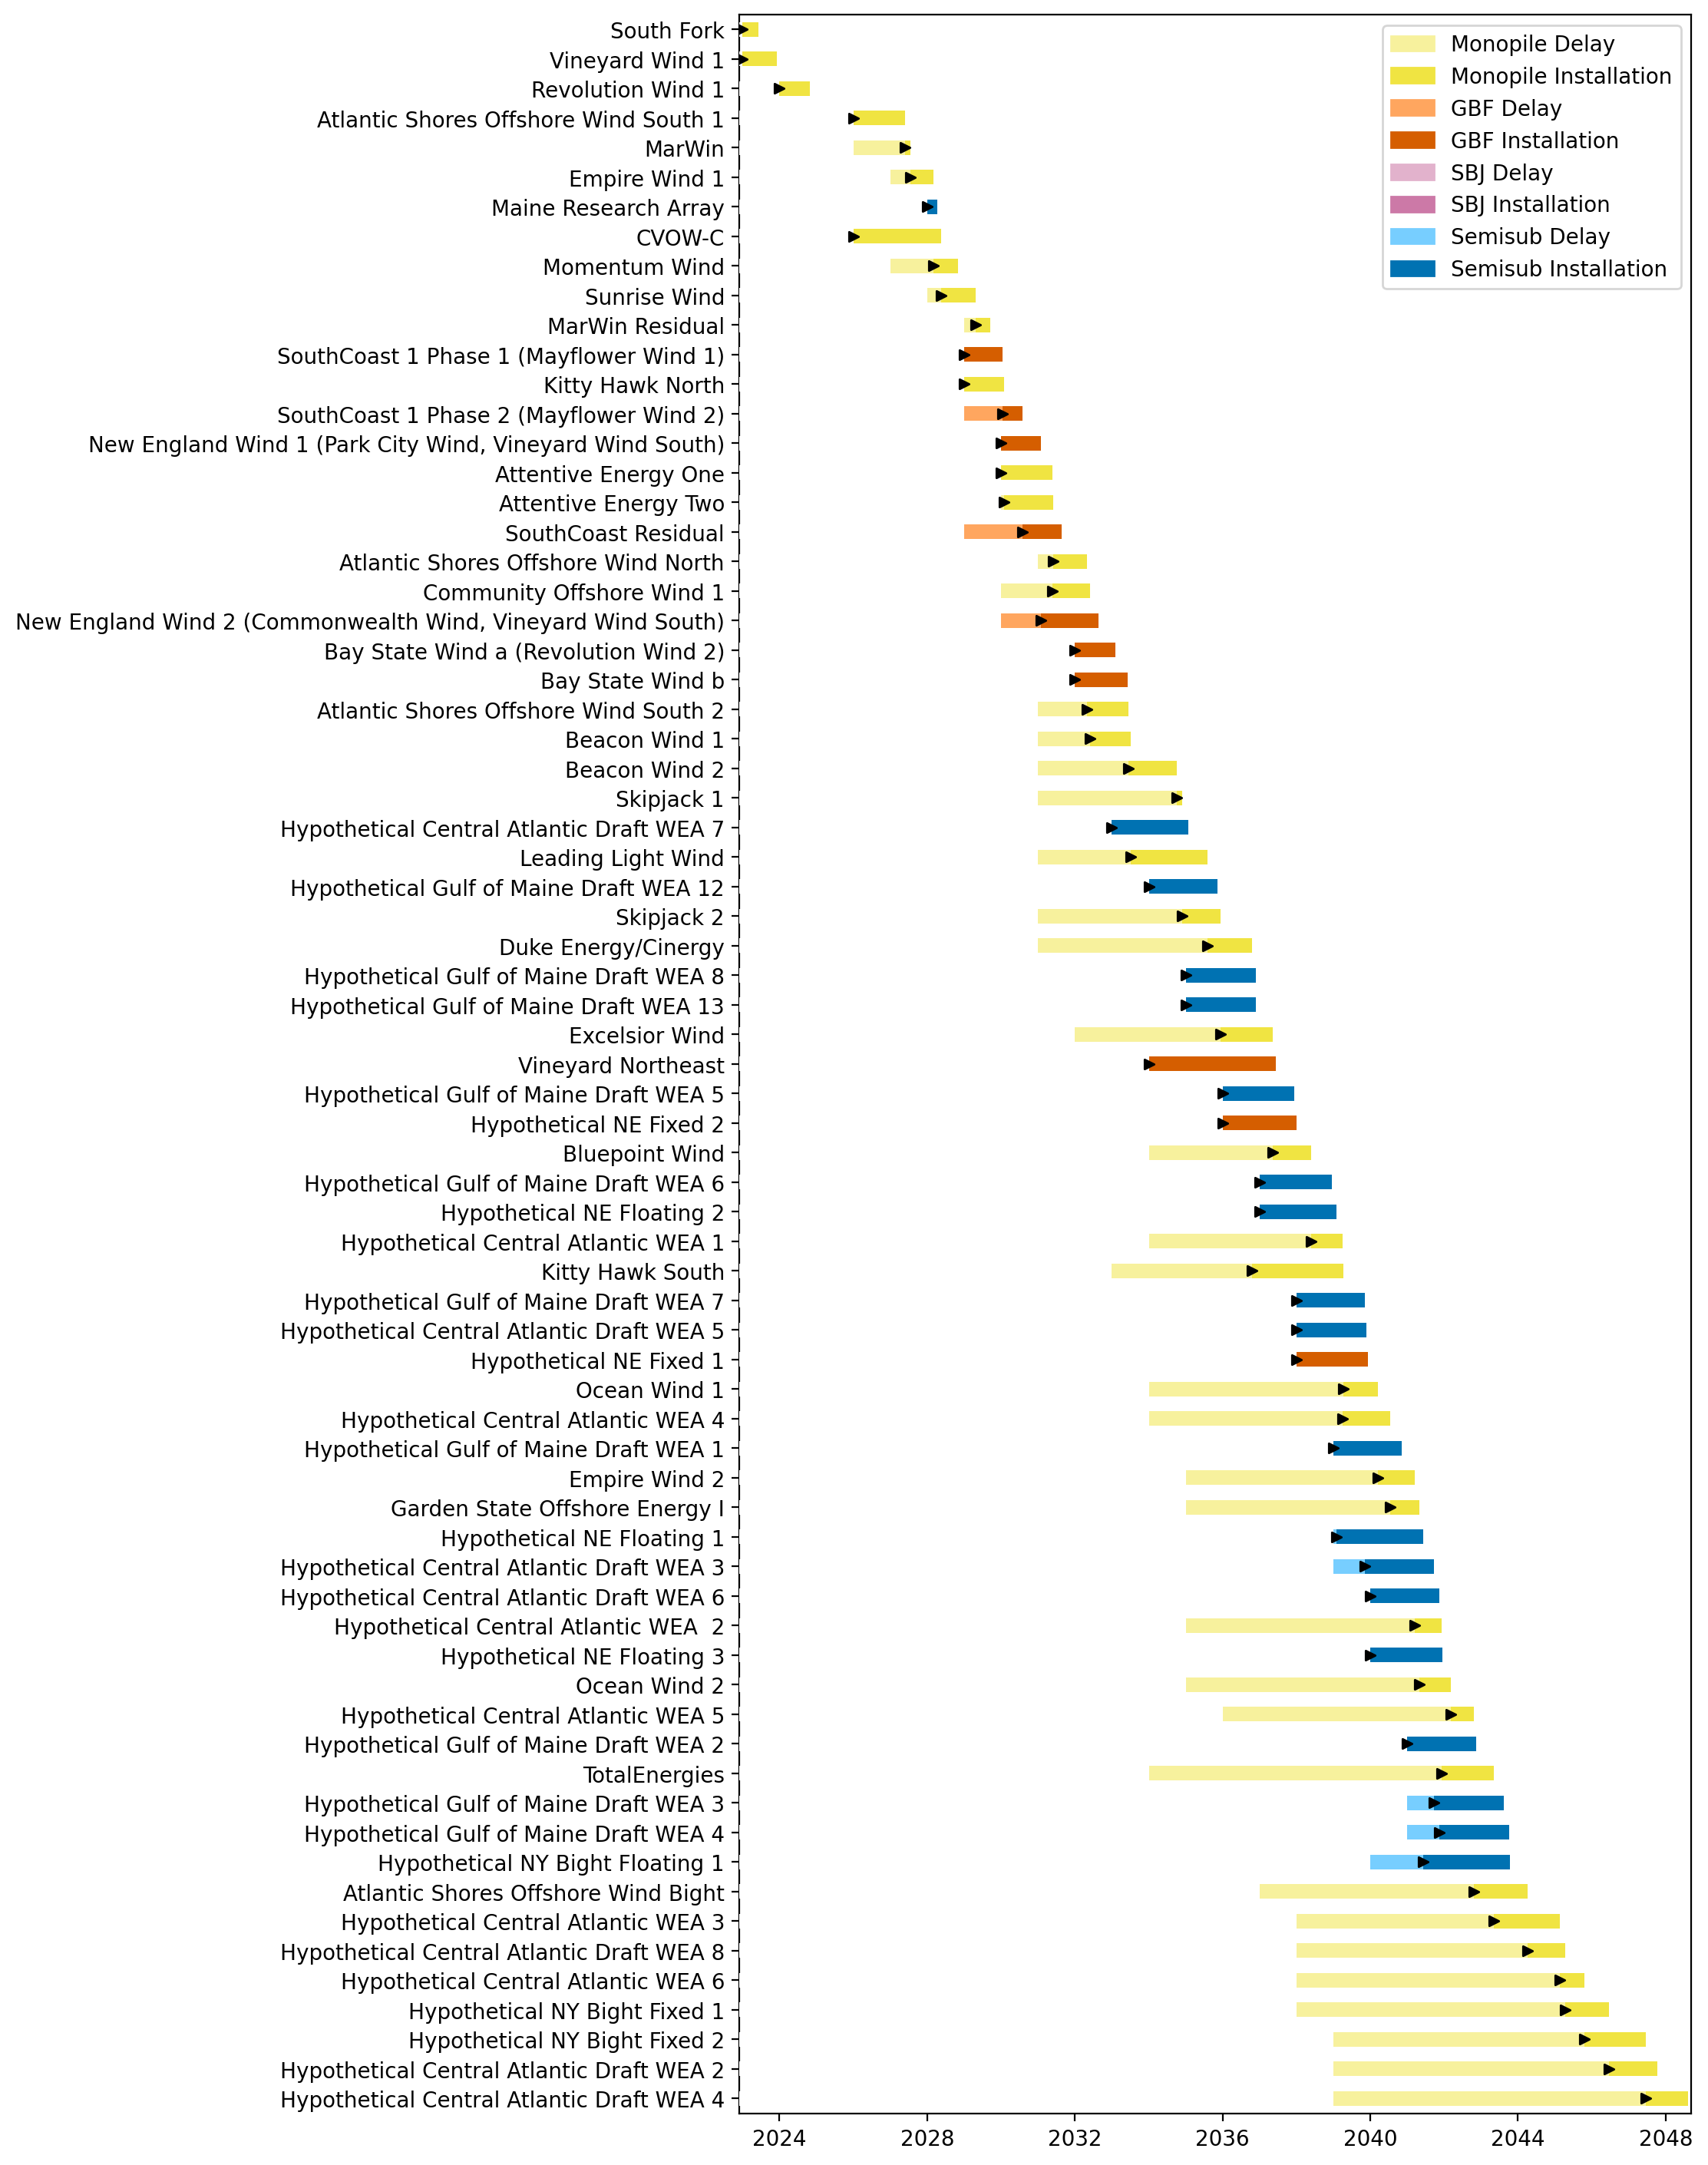 South Fork
Vineyard Wind 1
Revolution Wind 1
Atlantic Shores Offshore Wind South 1
MarWin
Empire Wind 1
Maine Research Array
CVOW-C
Momentum Wind
Sunrise Wind
MarWin Residual
SouthCoast 1 Phase 1 (Mayflower Wind 1)
Kitty Hawk North
SouthCoast 1 Phase 2 (Mayflower Wind 2)
New England Wind 1 (Park City Wind, Vineyard Wind South)
Attentive Energy One
Attentive Energy Two
SouthCoast Residual
Atlantic Shores Offshore Wind North
Community Offshore Wind 1
New England Wind 2 (Commonwealth Wind, Vineyard Wind South)
Bay State Wind a (Revolution Wind 2)
Bay State Wind b
Atlantic Shores Offshore Wind South 2
Beacon Wind 1
Beacon Wind 2
Skipjack 1
Hypothetical Central Atlantic Draft WEA 7
Leading Light Wind
Hypothetical Gulf of Maine Draft WEA 12
Skipjack 2
Duke Energy/Cinergy
Hypothetical Gulf of Maine Draft WEA 8
Hypothetical Gulf of Maine Draft WEA 13
Excelsior Wind
Vineyard Northeast
Hypothetical Gulf of Maine Draft WEA 5
Hypothetical NE Fixed 2
Bluepoint Wind
Hypothetical Gulf of Maine Draft WEA 6
Hypothetical NE Floating 2
Hypothetical Central Atlantic WEA 1
Kitty Hawk South
Hypothetical Gulf of Maine Draft WEA 7
Hypothetical Central Atlantic Draft WEA 5
Hypothetical NE Fixed 1
Ocean Wind 1
Hypothetical Central Atlantic WEA 4
Hypothetical Gulf of Maine Draft WEA 1
Empire Wind 2
Garden State Offshore Energy I
Hypothetical NE Floating 1
Hypothetical Central Atlantic Draft WEA 3
Hypothetical Central Atlantic Draft WEA 6
Hypothetical Central Atlantic WEA  2
Hypothetical NE Floating 3
Ocean Wind 2
Hypothetical Central Atlantic WEA 5
Hypothetical Gulf of Maine Draft WEA 2
TotalEnergies
Hypothetical Gulf of Maine Draft WEA 3
Hypothetical Gulf of Maine Draft WEA 4
Hypothetical NY Bight Floating 1
Atlantic Shores Offshore Wind Bight
Hypothetical Central Atlantic WEA 3
Hypothetical Central Atlantic Draft WEA 8
Hypothetical Central Atlantic WEA 6
Hypothetical NY Bight Fixed 1
Hypothetical NY Bight Fixed 2
Hypothetical Central Atlantic Draft WEA 2
Hypothetical Central Atlantic Draft WEA 4
Monopile Delay
Monopile Installation
GBF Delay
GBF Installation
SBJ Delay
SBJ Installation
Semisub Delay
Semisub Installation
2024 2028 2032 2036 2040 2044 2048